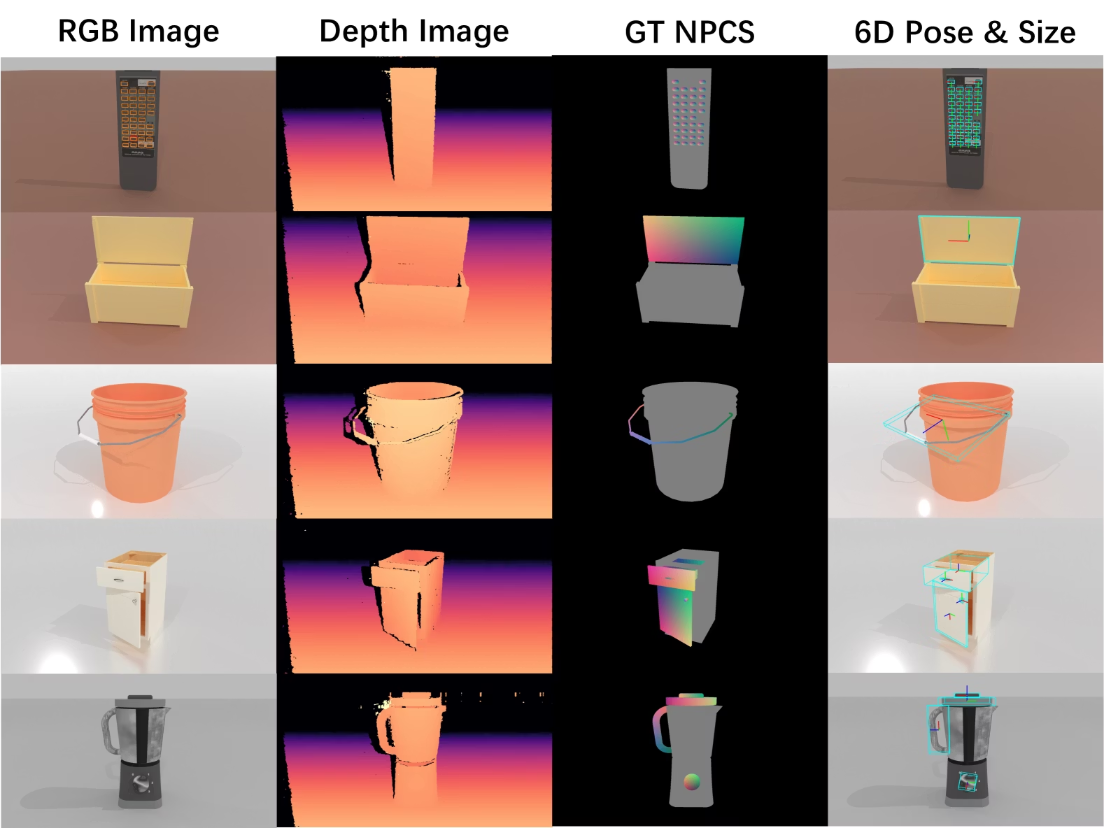 RGB Image
Depth Image
GT NPCS
6D Pose & Size